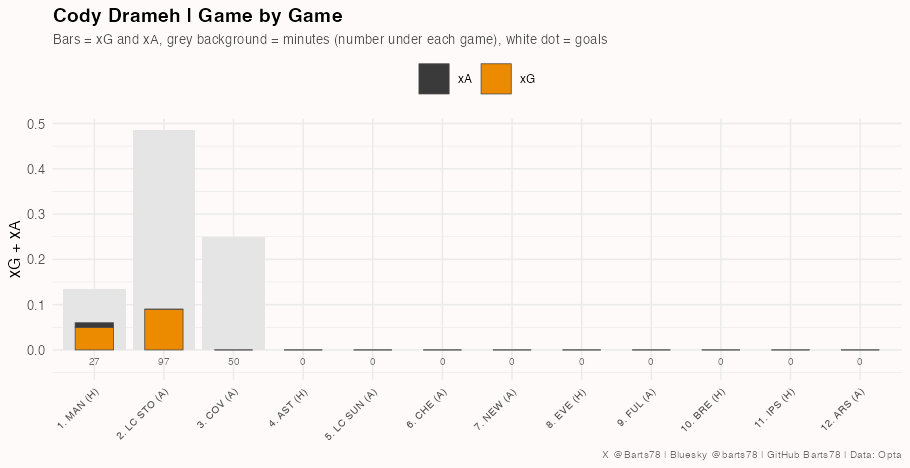 Cody Drameh | Game by Game
Bars = xG and xA, grey background = minutes (number under each game), white dot = goals
xA xG
xG + xA
0.5
0.4
0.3
0.2
0.1
0.0
27 97 50 0 0 0 0 0 0 0 0 0
1. MAN (H)
2. LC STO (A)
3. COV (A)
4. AST (H)
5. LC SUN (A)
6. CHE (A)
7. NEW (A)
8. EVE (H)
9. FUL (A)
10. BRE (H)
11. IPS (H)
12. ARS (A)
X @Barts78 | Bluesky @barts78 | GitHub Barts78 | Data: Opta